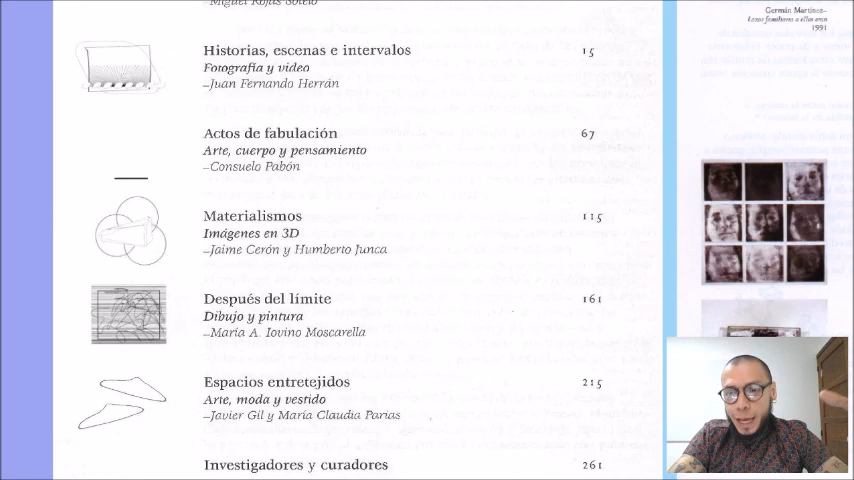 –Miguel Rojas Sotelo
Historias, escenas e intervalos 15
Fotografía y video
–Juan Fernando Herrán
Actos de fabulación 67
Arte, cuerpo y pensamiento
–Consuelo Pabón
Materialismos 115
Imágenes en 3D
–Jaime Cerón y Humberto Junca
Después del límite 161
Dibujo y pintura
–María A. Iovino Moscarella
Espacios entretejidos 215
Arte, moda y vestido
–Javier Gil y María Claudia Parias
Investigadores y curadores 261
Germán Martínez–
1991